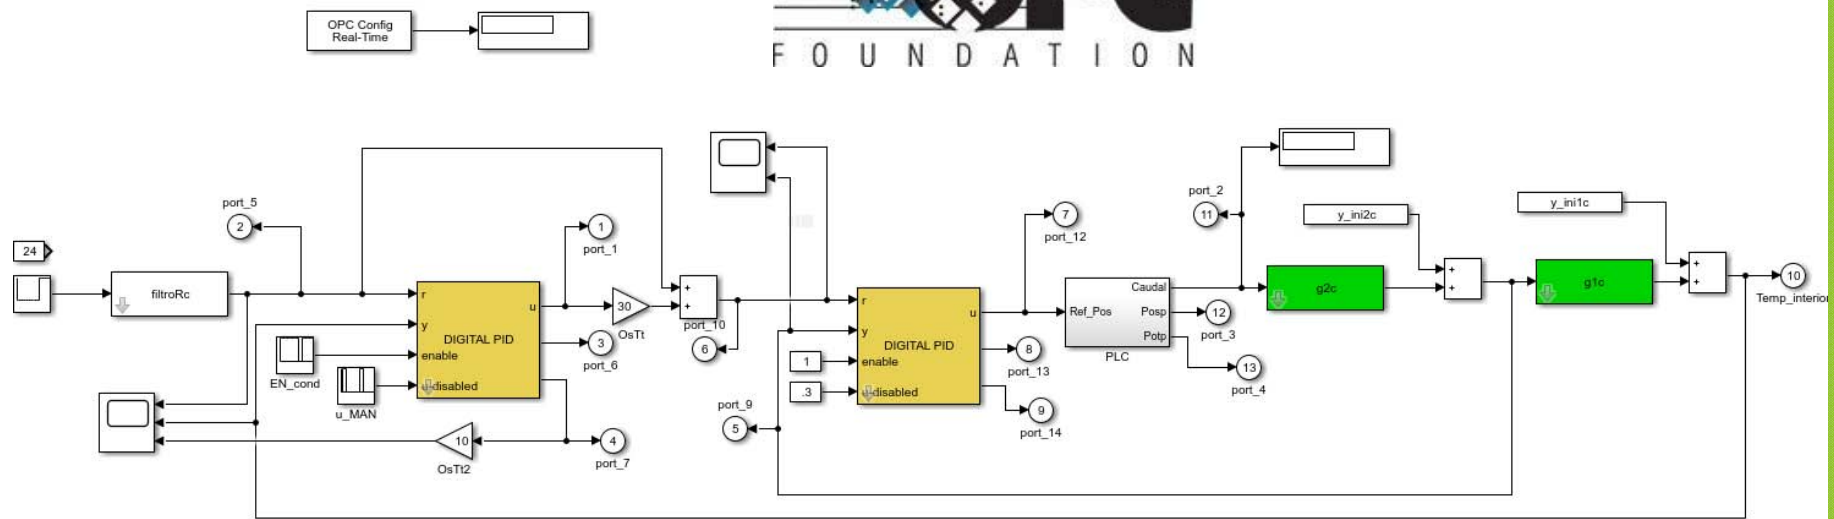 OPC Config
Real-Time
FOUNDATION
port_5
2
24
filtroRc
1
port_1
r
y
enable
u
DIGITAL PID
disabled
3
port_6
EN_cond
u_MAN
30
OsTt
10
OsTt2
4
port_7
+
+
port_10
6
r
y
enable
u
DIGITAL PID
disabled
1
.3
port_9
5
7
port_12
8
port_13
9
port_14
Ref_Pos
Caudal
Posp
Potp
PLC
port_2
11
12
port_3
13
port_4
g2c
y_ini2c
+
+
g1c
y_ini1c
+
+
10
Temp_interior